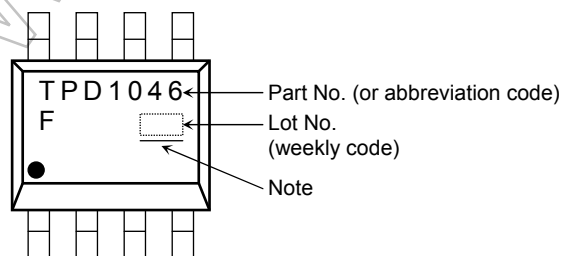 TPD1046
F
Part No. (or abbreviation code)
Lot No.
(weekly code)
Note